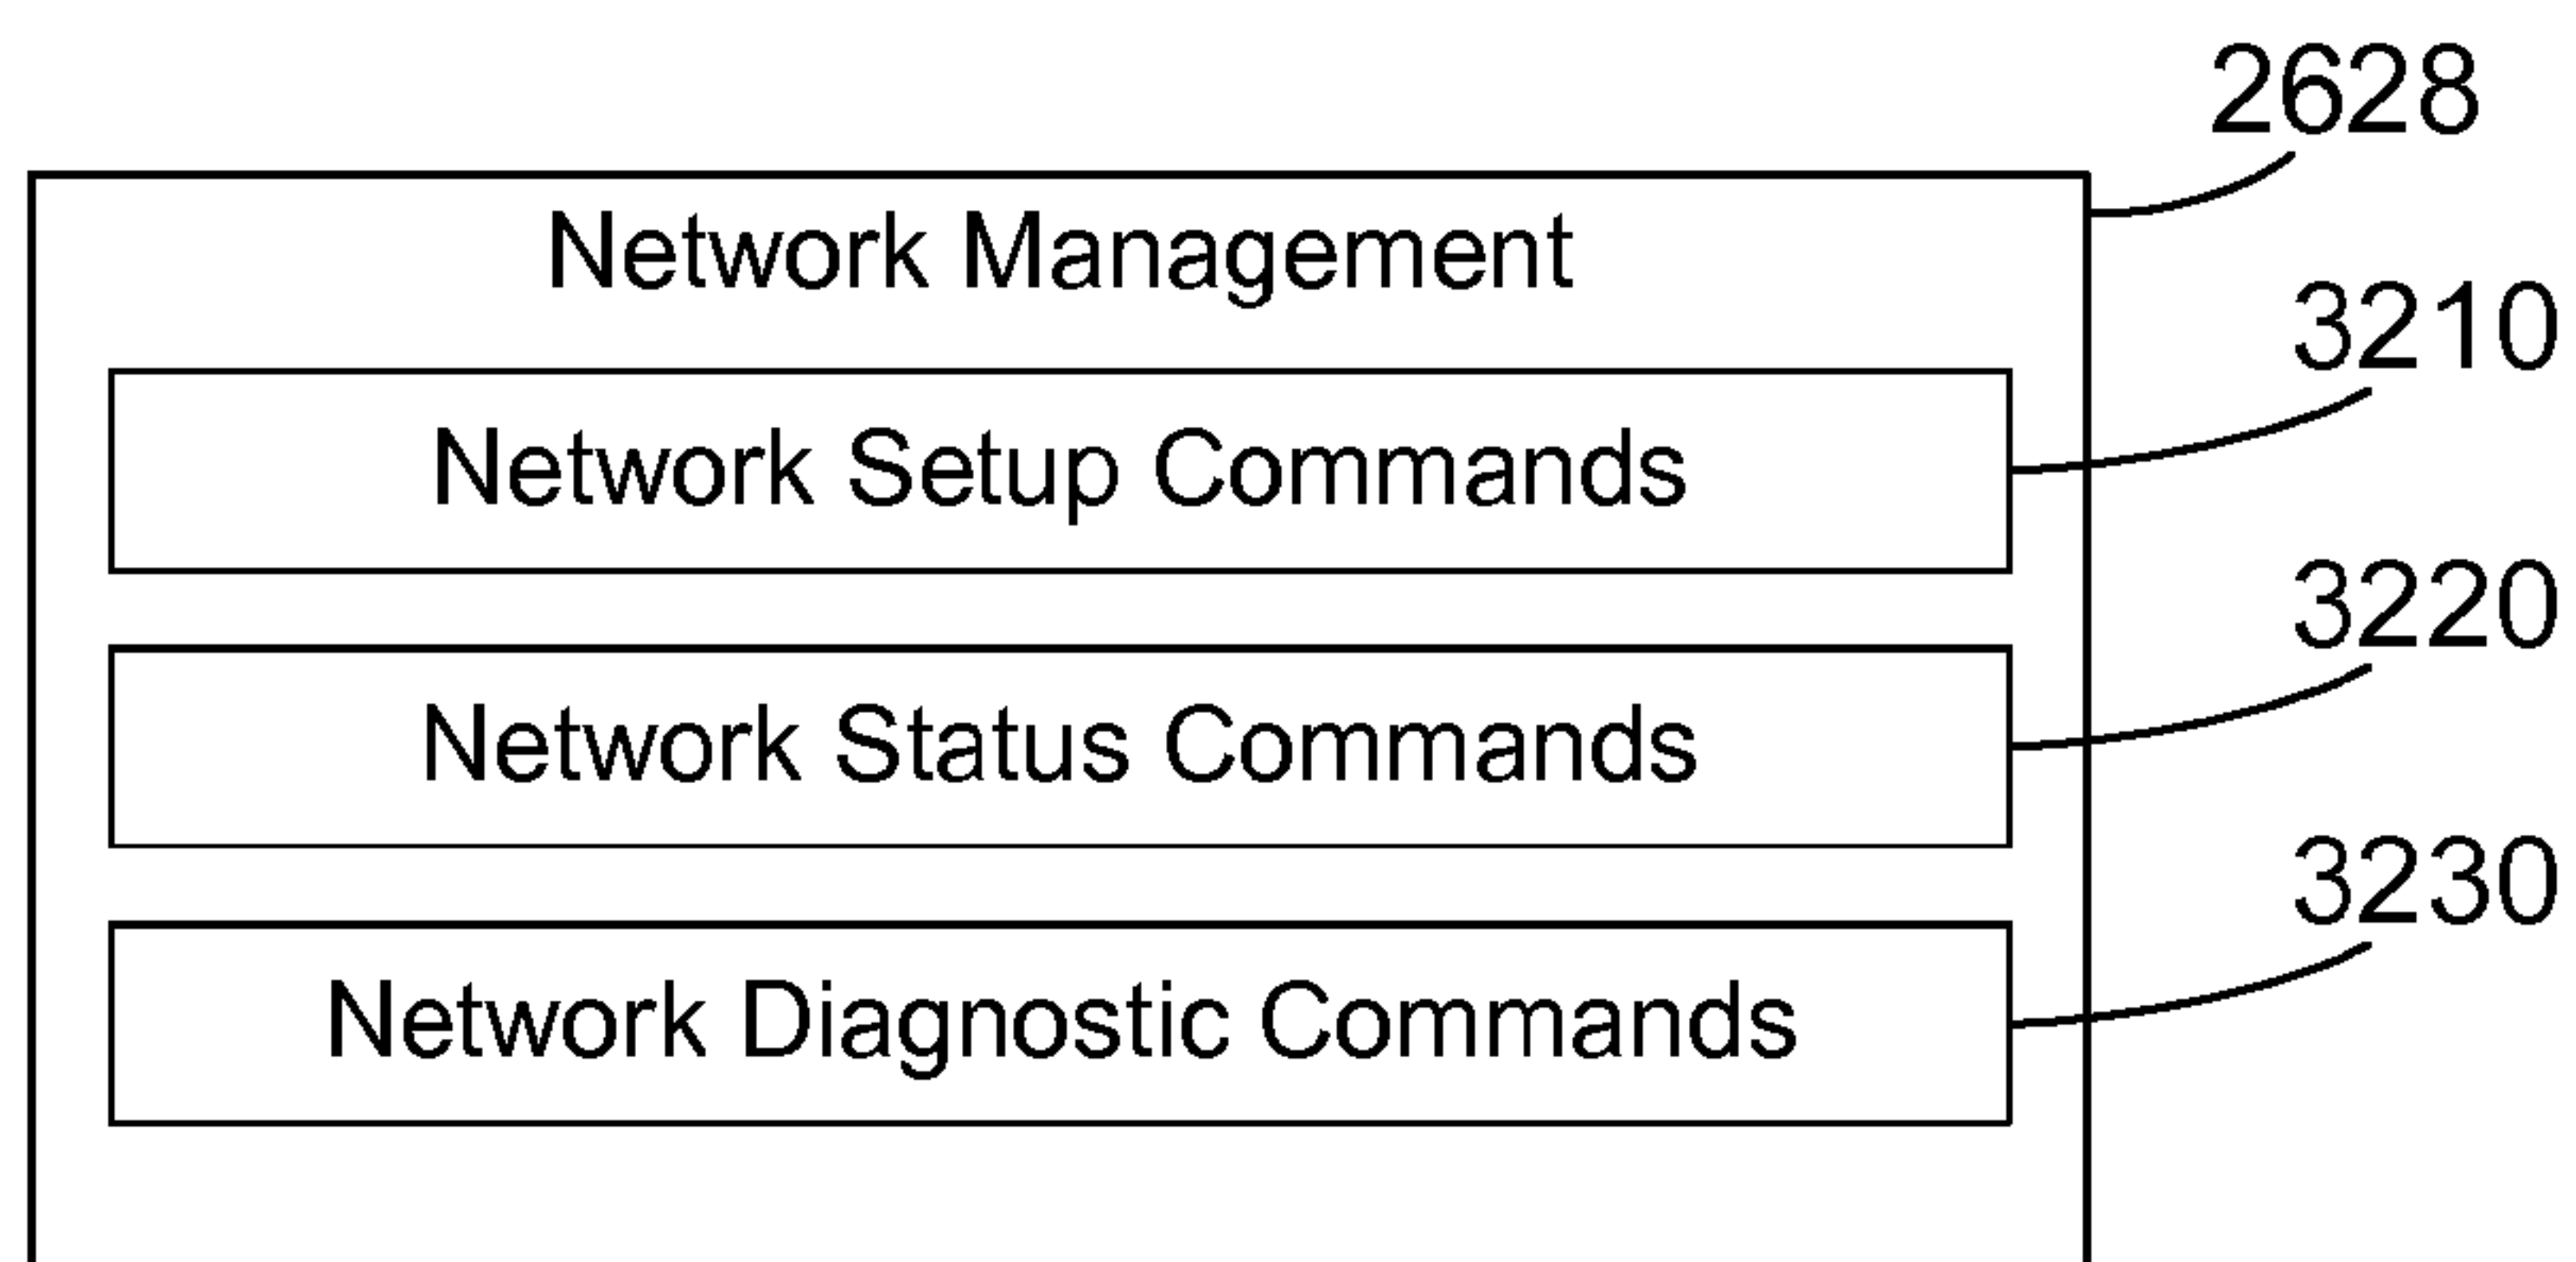 2628
Network Management
3210
Network Setup Commands
3220
Network Status Commands
3230
Network Diagnostic Commands